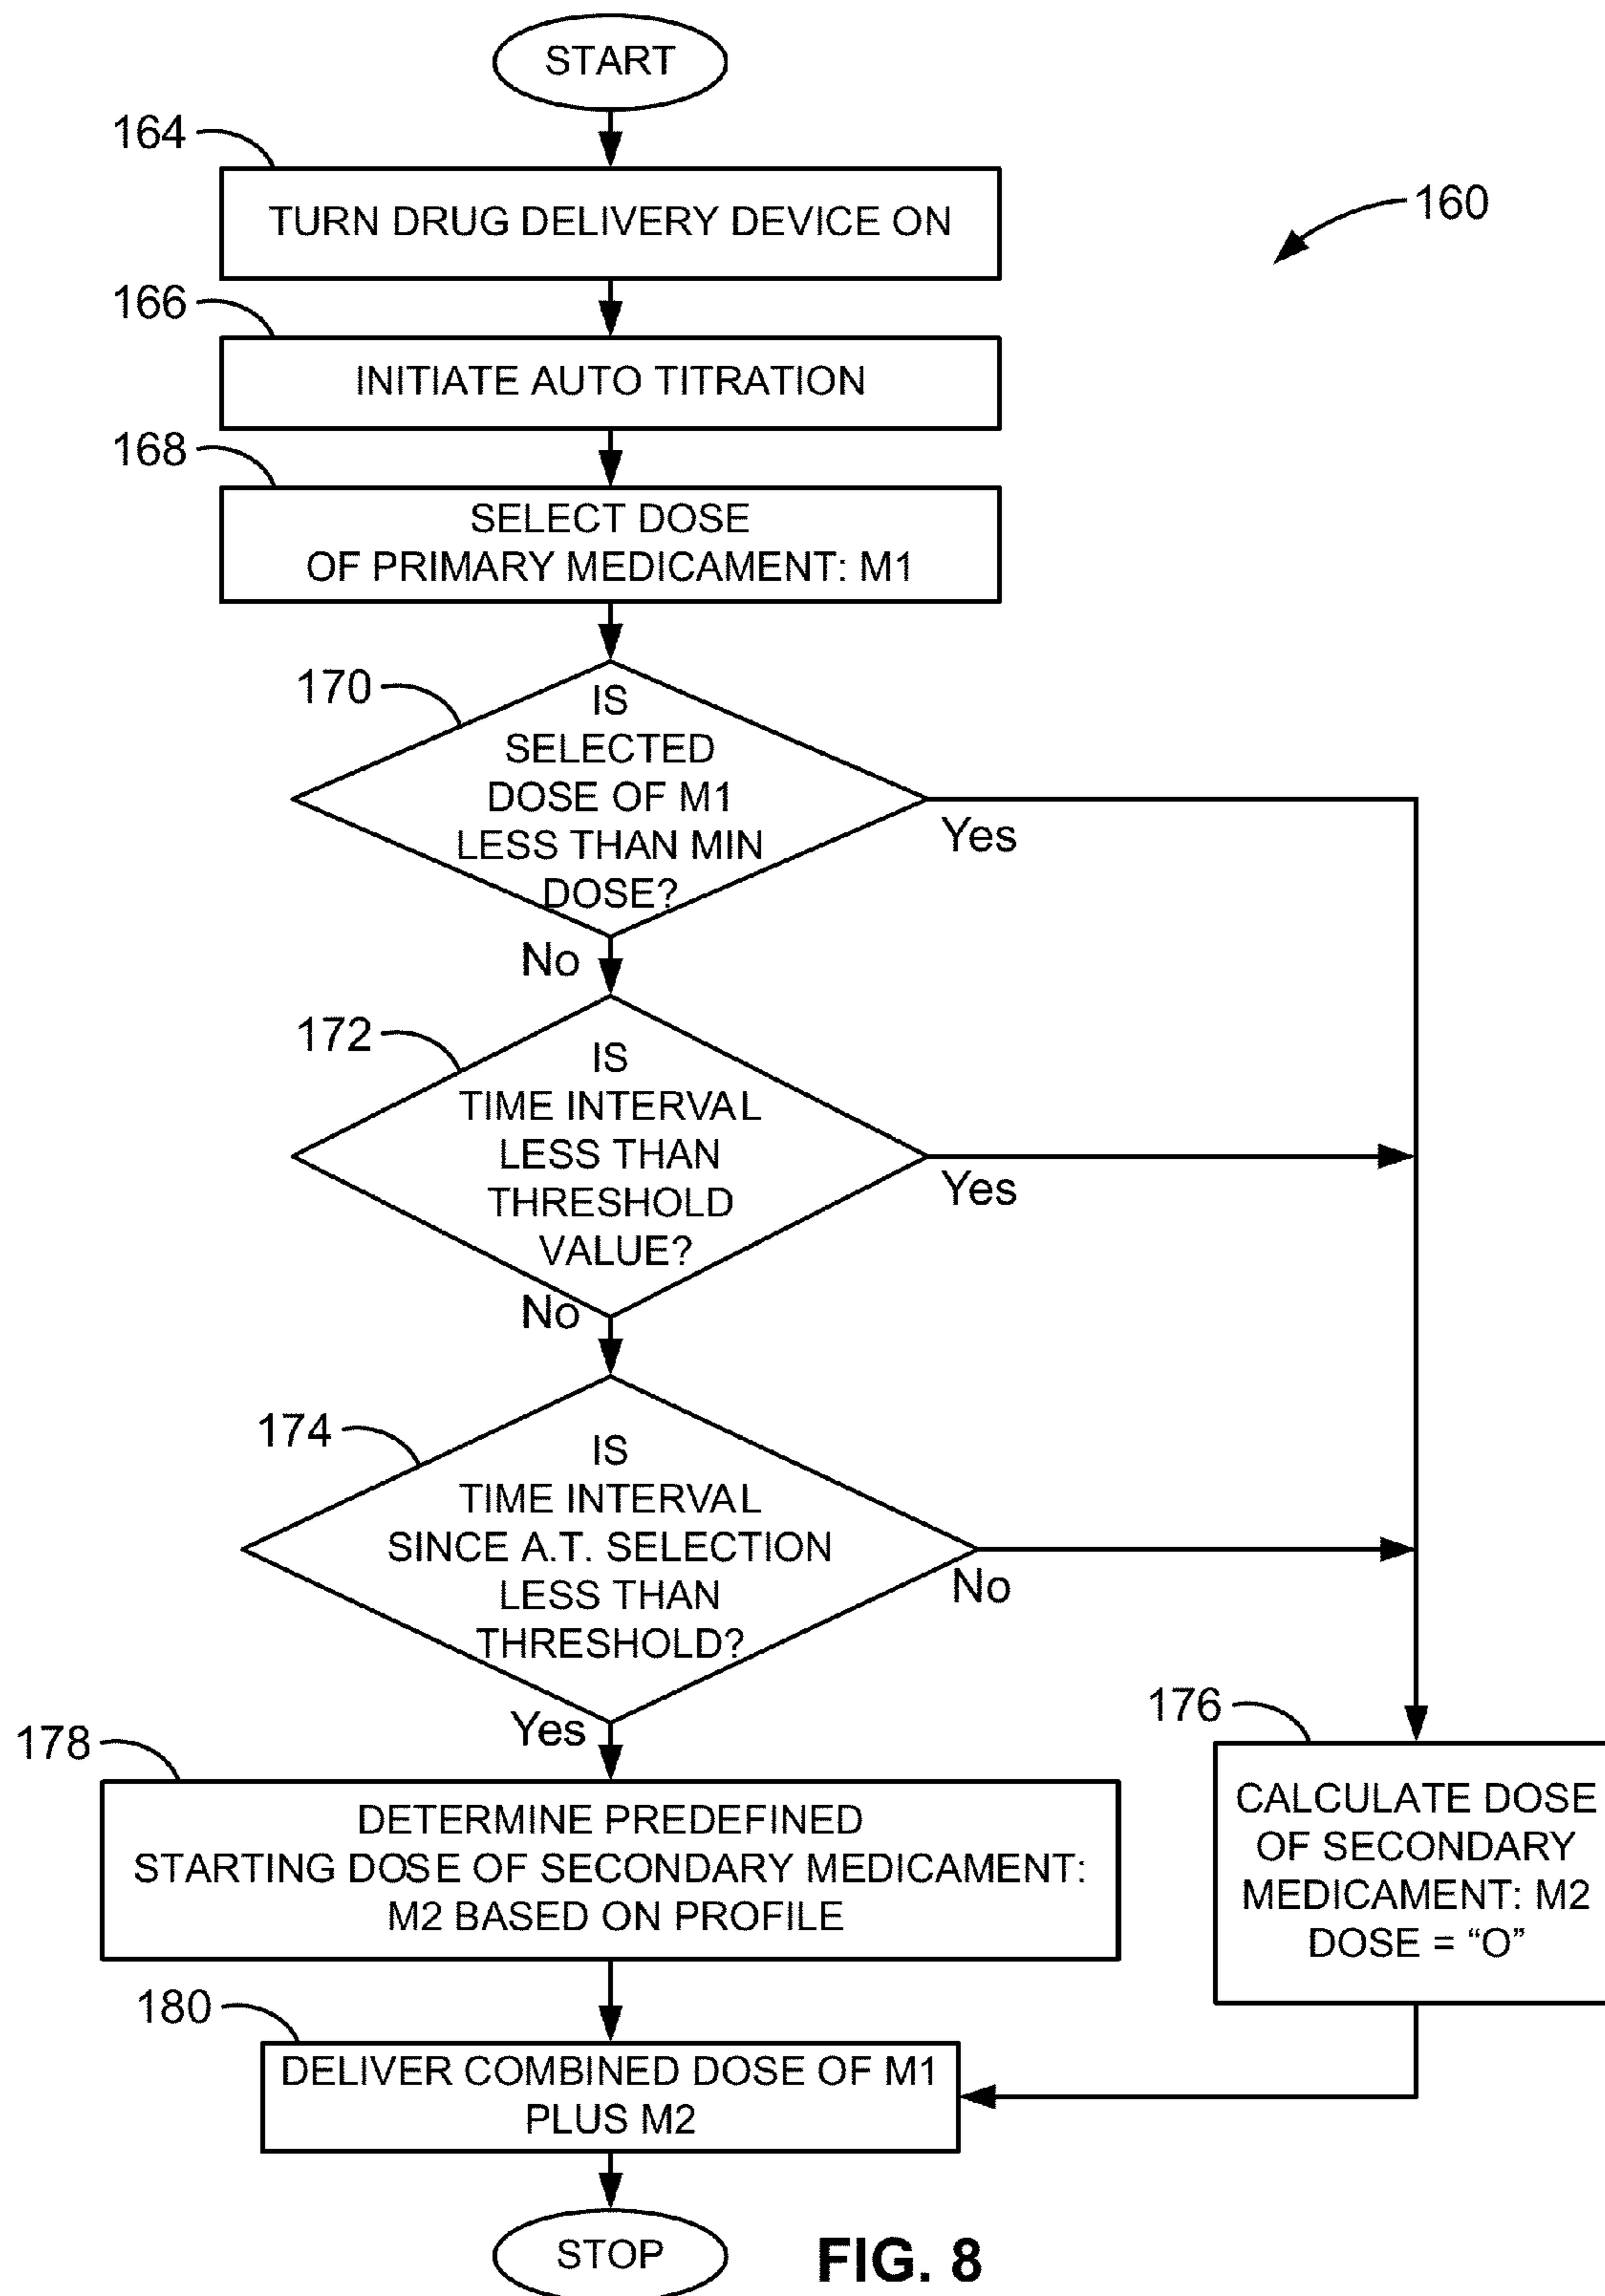 START
164
TURN DRUG DELIVERY DEVICE ON
160
166
INITIATE AUTO TITRATION
168
SELECT DOSE
OF PRIMARY MEDICAMENT: M1
170
IS
SELECTED
DOSE OF M1
LESS THAN MIN
DOSE?
Yes
No
172
IS
TIME INTERVAL
LESS THAN
THRESHOLD
VALUE?
Yes
No
174
IS
TIME INTERVAL
SINCE A.T. SELECTION
LESS THAN
THRESHOLD?
No
Yes
178
DETERMINE PREDEFINED
STARTING DOSE OF SECONDARY MEDICAMENT:
M2 BASED ON PROFILE
176
CALCULATE DOSE
OF SECONDARY
MEDICAMENT: M2
DOSE = “O”
180
DELIVER COMBINED DOSE OF M1
PLUS M2
STOP
FIG. 8